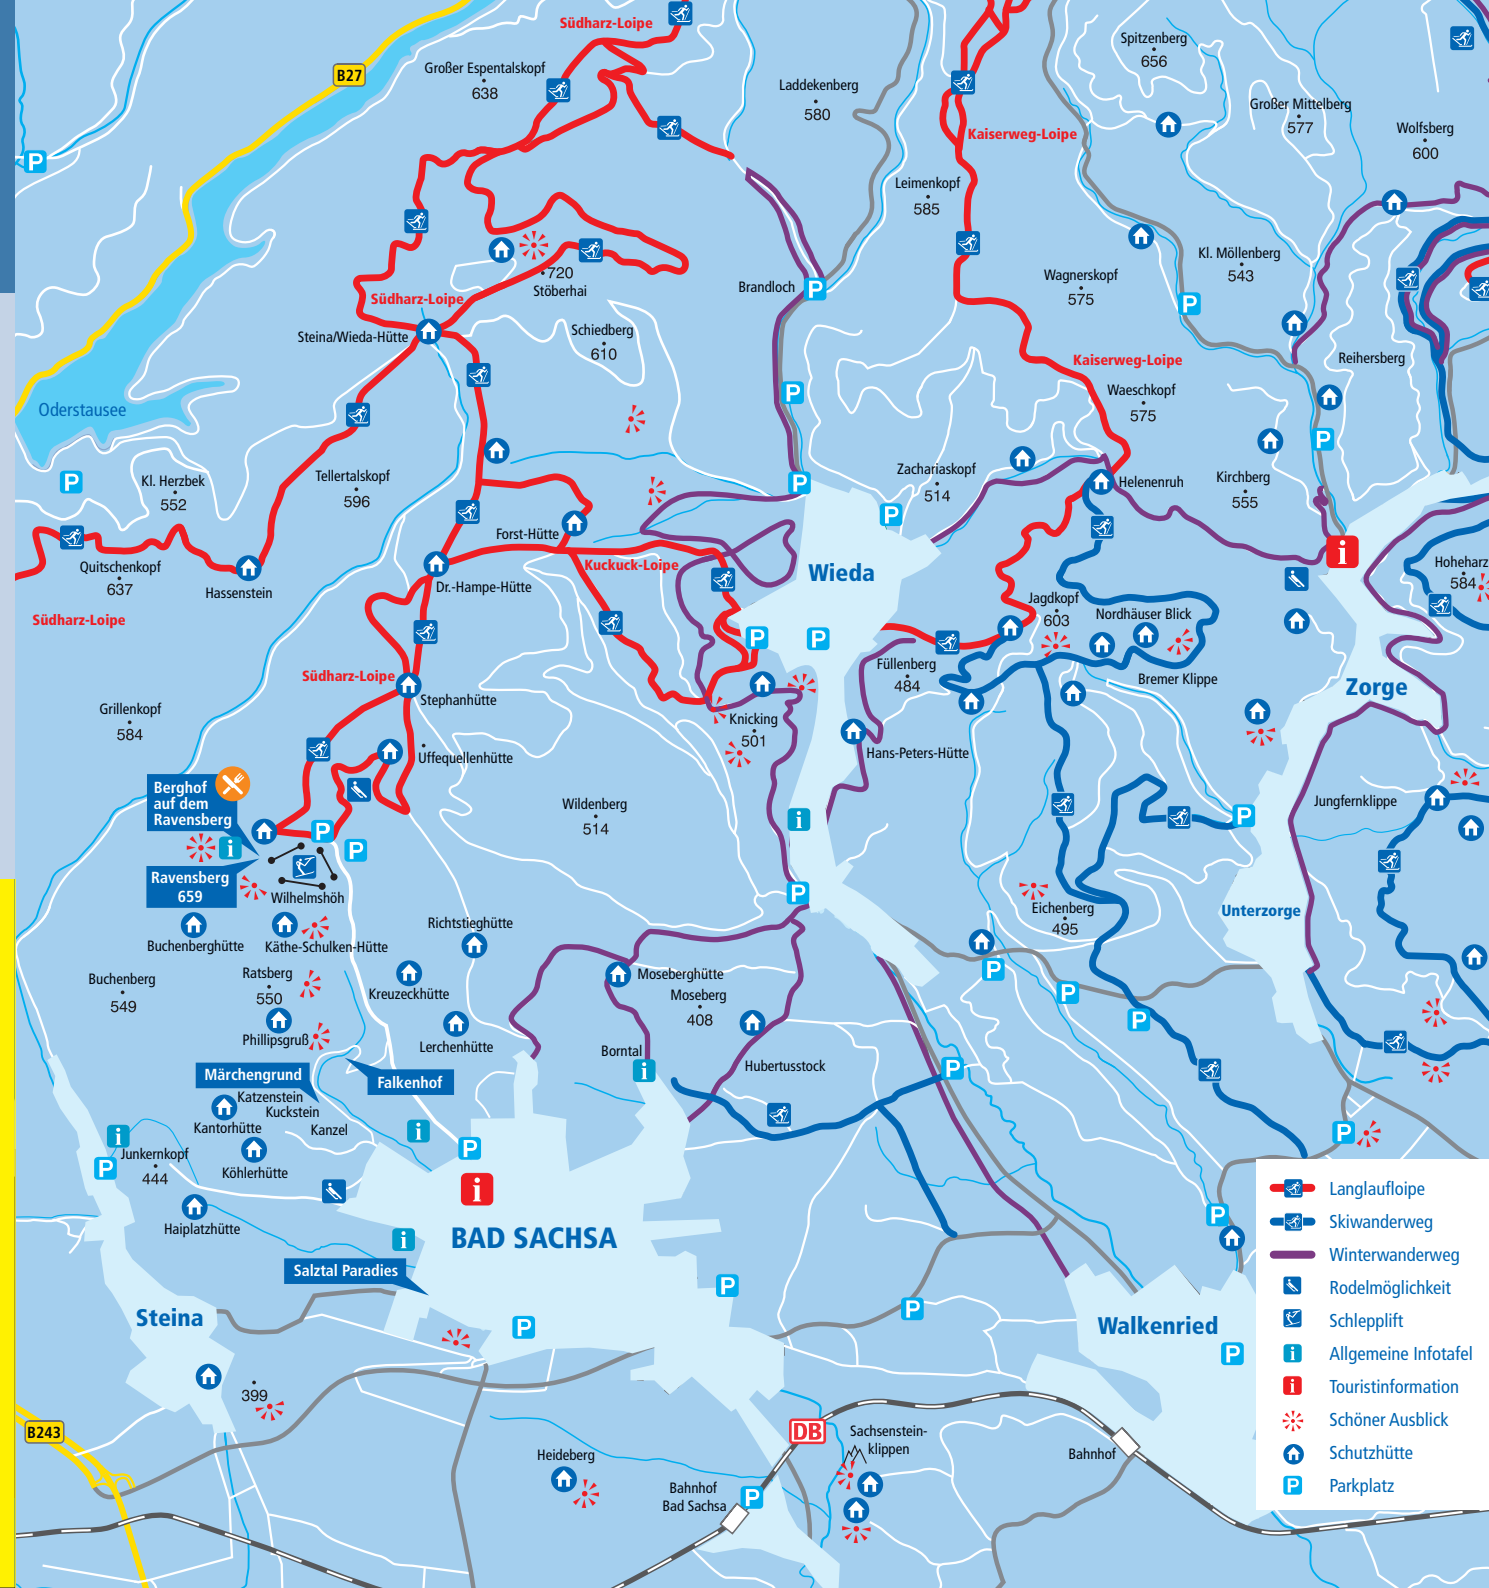 Südharz-Loipe
B27
Großer Espentalskopf
638
Laddekenberg
580
Spitzenberg
656
Großer Mittelberg
577
Wolfsberg
600
Kaiserweg-Loipe
P
Leimenkopf
585
Kl. Möllenberg
543
Wagnerskopf
575
720
Stöberhai
Brandloch
P
P
Südharz-Loipe
Steina/Wieda-Hütte
Schiedberg
610
Reihersberg
Kaiserweg-Loipe
Waeschkopf
575
P
Oderstausee
P
P
Kl. Herzbek
552
Tellertalskopf
596
Zachariaskopf
514
Helenenruh
Kirchberg
555
P
P
Forst-Hütte
Quitschenkopf
637
Hassenstein
Kuckuck-Loipe
Dr.-Hampe-Hütte
Wieda
i
Hoheharz
584
Südharz-Loipe
Jagdkopf
603
Nordhäuser Blick
P
P
Füllenberg
484
Bremer Klippe
Südharz-Loipe
Stephanhütte
Zorge
Grillenkopf
584
Knicking
501
Uffequellenhütte
Hans-Peters-Hütte
Berghof
auf dem
Ravensberg
Wildenberg
514
Jungfernklippe
i
P
P
i
P
Ravensberg
659
Wilhelmshöh
P
Richtstieghütte
Eichenberg
495
Unterzorge
Buchenberghütte
Käthe-Schulken-Hütte
Buchenberg
549
Ratsberg
550
Kreuzeckhütte
Moseberghütte
Moseberg
408
P
P
P
Phillipsgruß
Lerchenhütte
Borntal
i
Hubertusstock
P
Märchengrund
Falkenhof
Katzenstein
Kuckstein
Kantorhütte
Kanzel
i
i
P
P
Junkernkopf
444
Köhlerhütte
P
i
Haiplatzhütte
i
BAD SACHSA
P
Salztal Paradies
P
P
P
Steina
Walkenried
P
399
B243
DB
Sachsenstein-
klippen
Heideberg
Bahnhof
Bahnhof
Bad Sachsa
P
Langlaufloipe
Skiwanderweg
Winterwanderweg
Rodelmöglichkeit
Schlepplift
i Allgemeine Infotafel
i Touristinformation
Schöner Ausblick
Schutzhütte
P Parkplatz